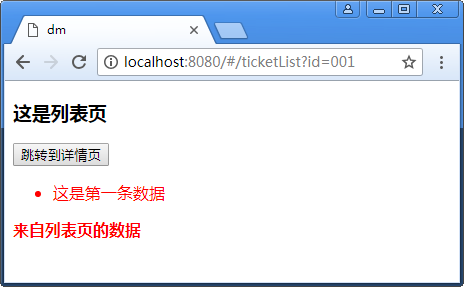 dm
localhost:8080/#/ticketList?id=001
这是列表页
跳转到详情页
这是第一条数据
来自列表页的数据